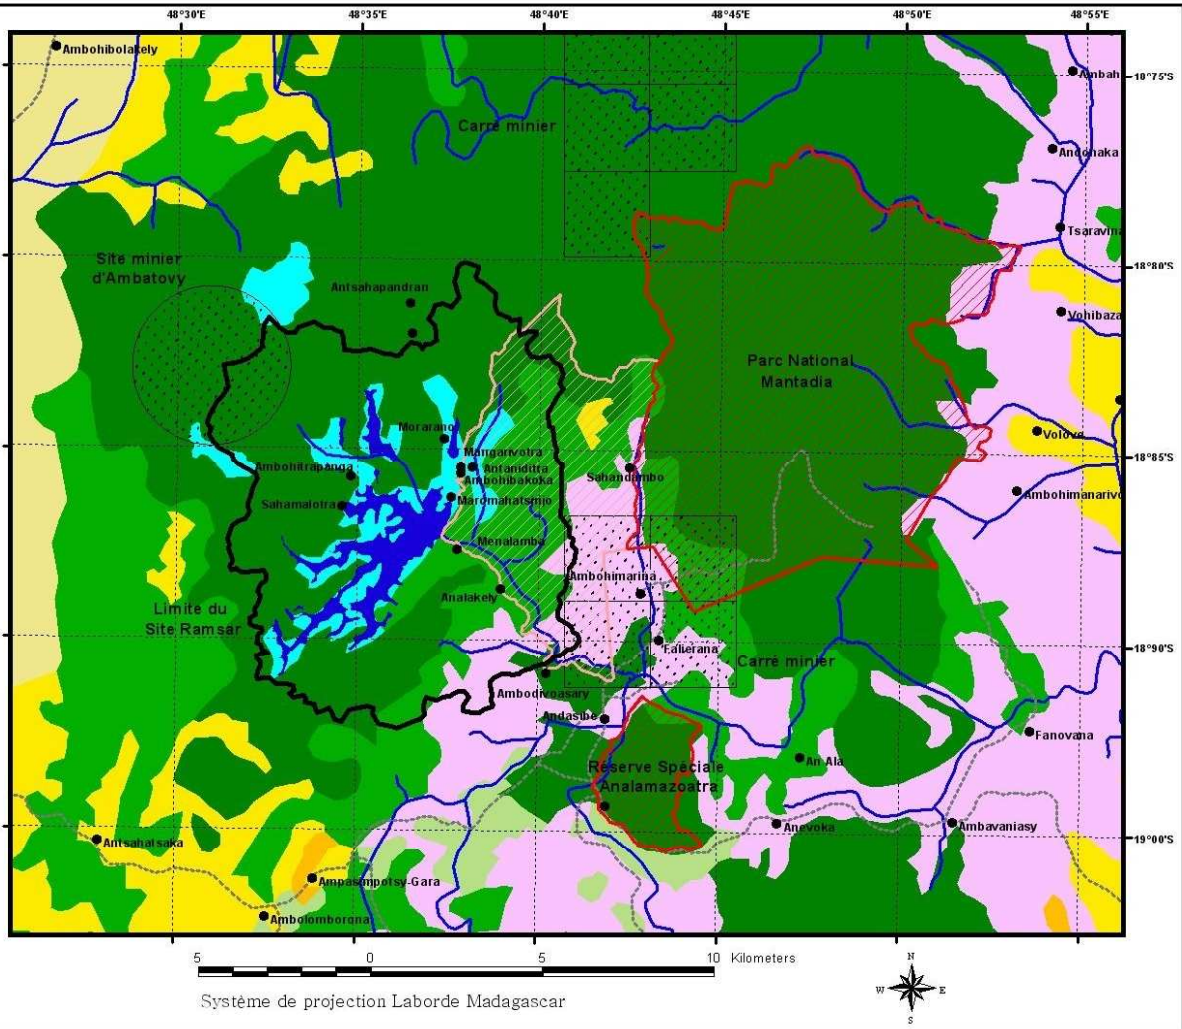 48°30'E 48°35'E 48°40'E 48°45'E 48°50'E 48°55'E
Ambohibolakely
Ambah
18°75'S
Carré minier
Andonaka
Tsaravina
Site minier
d'Ambatovy
18°80'S
Antsahapandran
Vohibaza
Parc National
Mantadia
Morarano
Volove
Mangarivotra
18°85'S
Ambohitrapanga
Antaniditra
Sahandambo
Ambohibakoka
Ambohimanarivo
Sahamalotra
Maromahatsinjo
Menalamba
Ambohimarina
Analakely
Limite du
Site Ramsar
Falierana
18°90'S
Carré minier
Ambodivoasary
Andasibe
Fanovana
An Ala
Réserve Spéciale
Analamazoatra
Anevoka
Ambavaniasy
19°00'S
Antsahatsaka
Ampasimpotsy-Gara
Ambolomborona
5 0 5 10 Kilometers
N
W E
S
Système de projection Laborde Madagascar